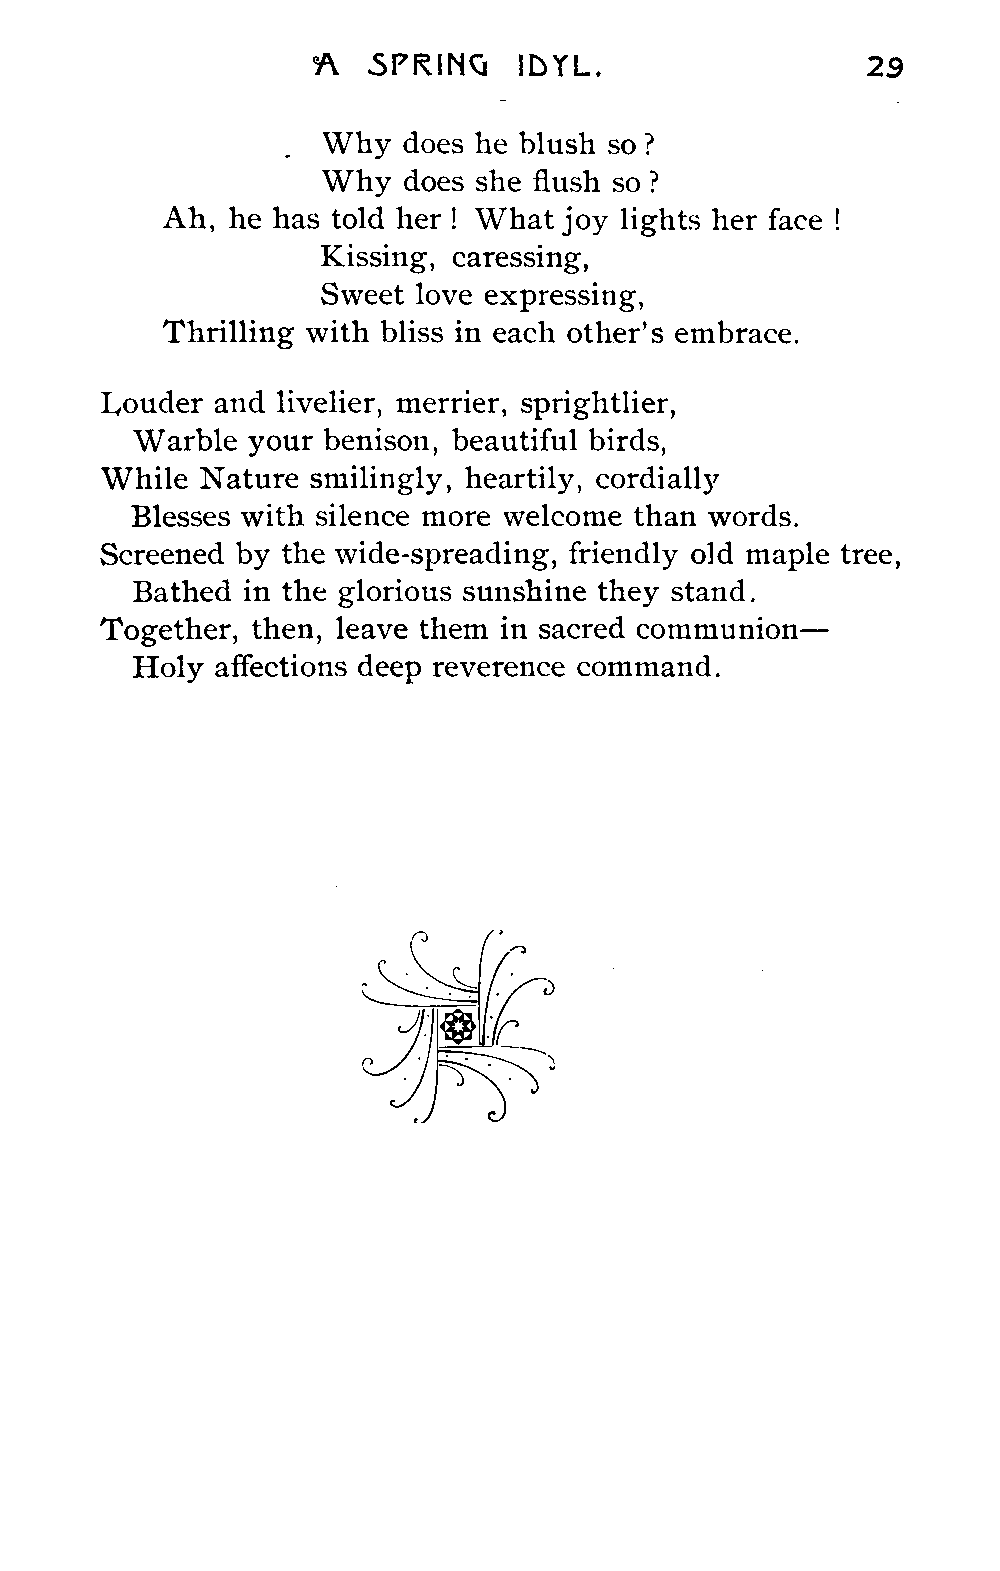 A SPRING IDYL. 29
Why does he blush so?
Why does she flush so?
Ah, he has told her! What joy lights her face!
Kissing, caressing,
Sweet love expressing,
Thrilling with bliss in each other's embrace.
Louder and livelier, merrier, sprightlier,
Warble your benison, beautiful birds,
While Nature smilingly, heartily, cordially
Blesses with silence more welcome than words.
Screened by the wide-spreading, friendly old maple tree,
Bathed in the glorious sunshine they stand.
Together, then, leave them in sacred communion—
Holy affections deep reverence command.